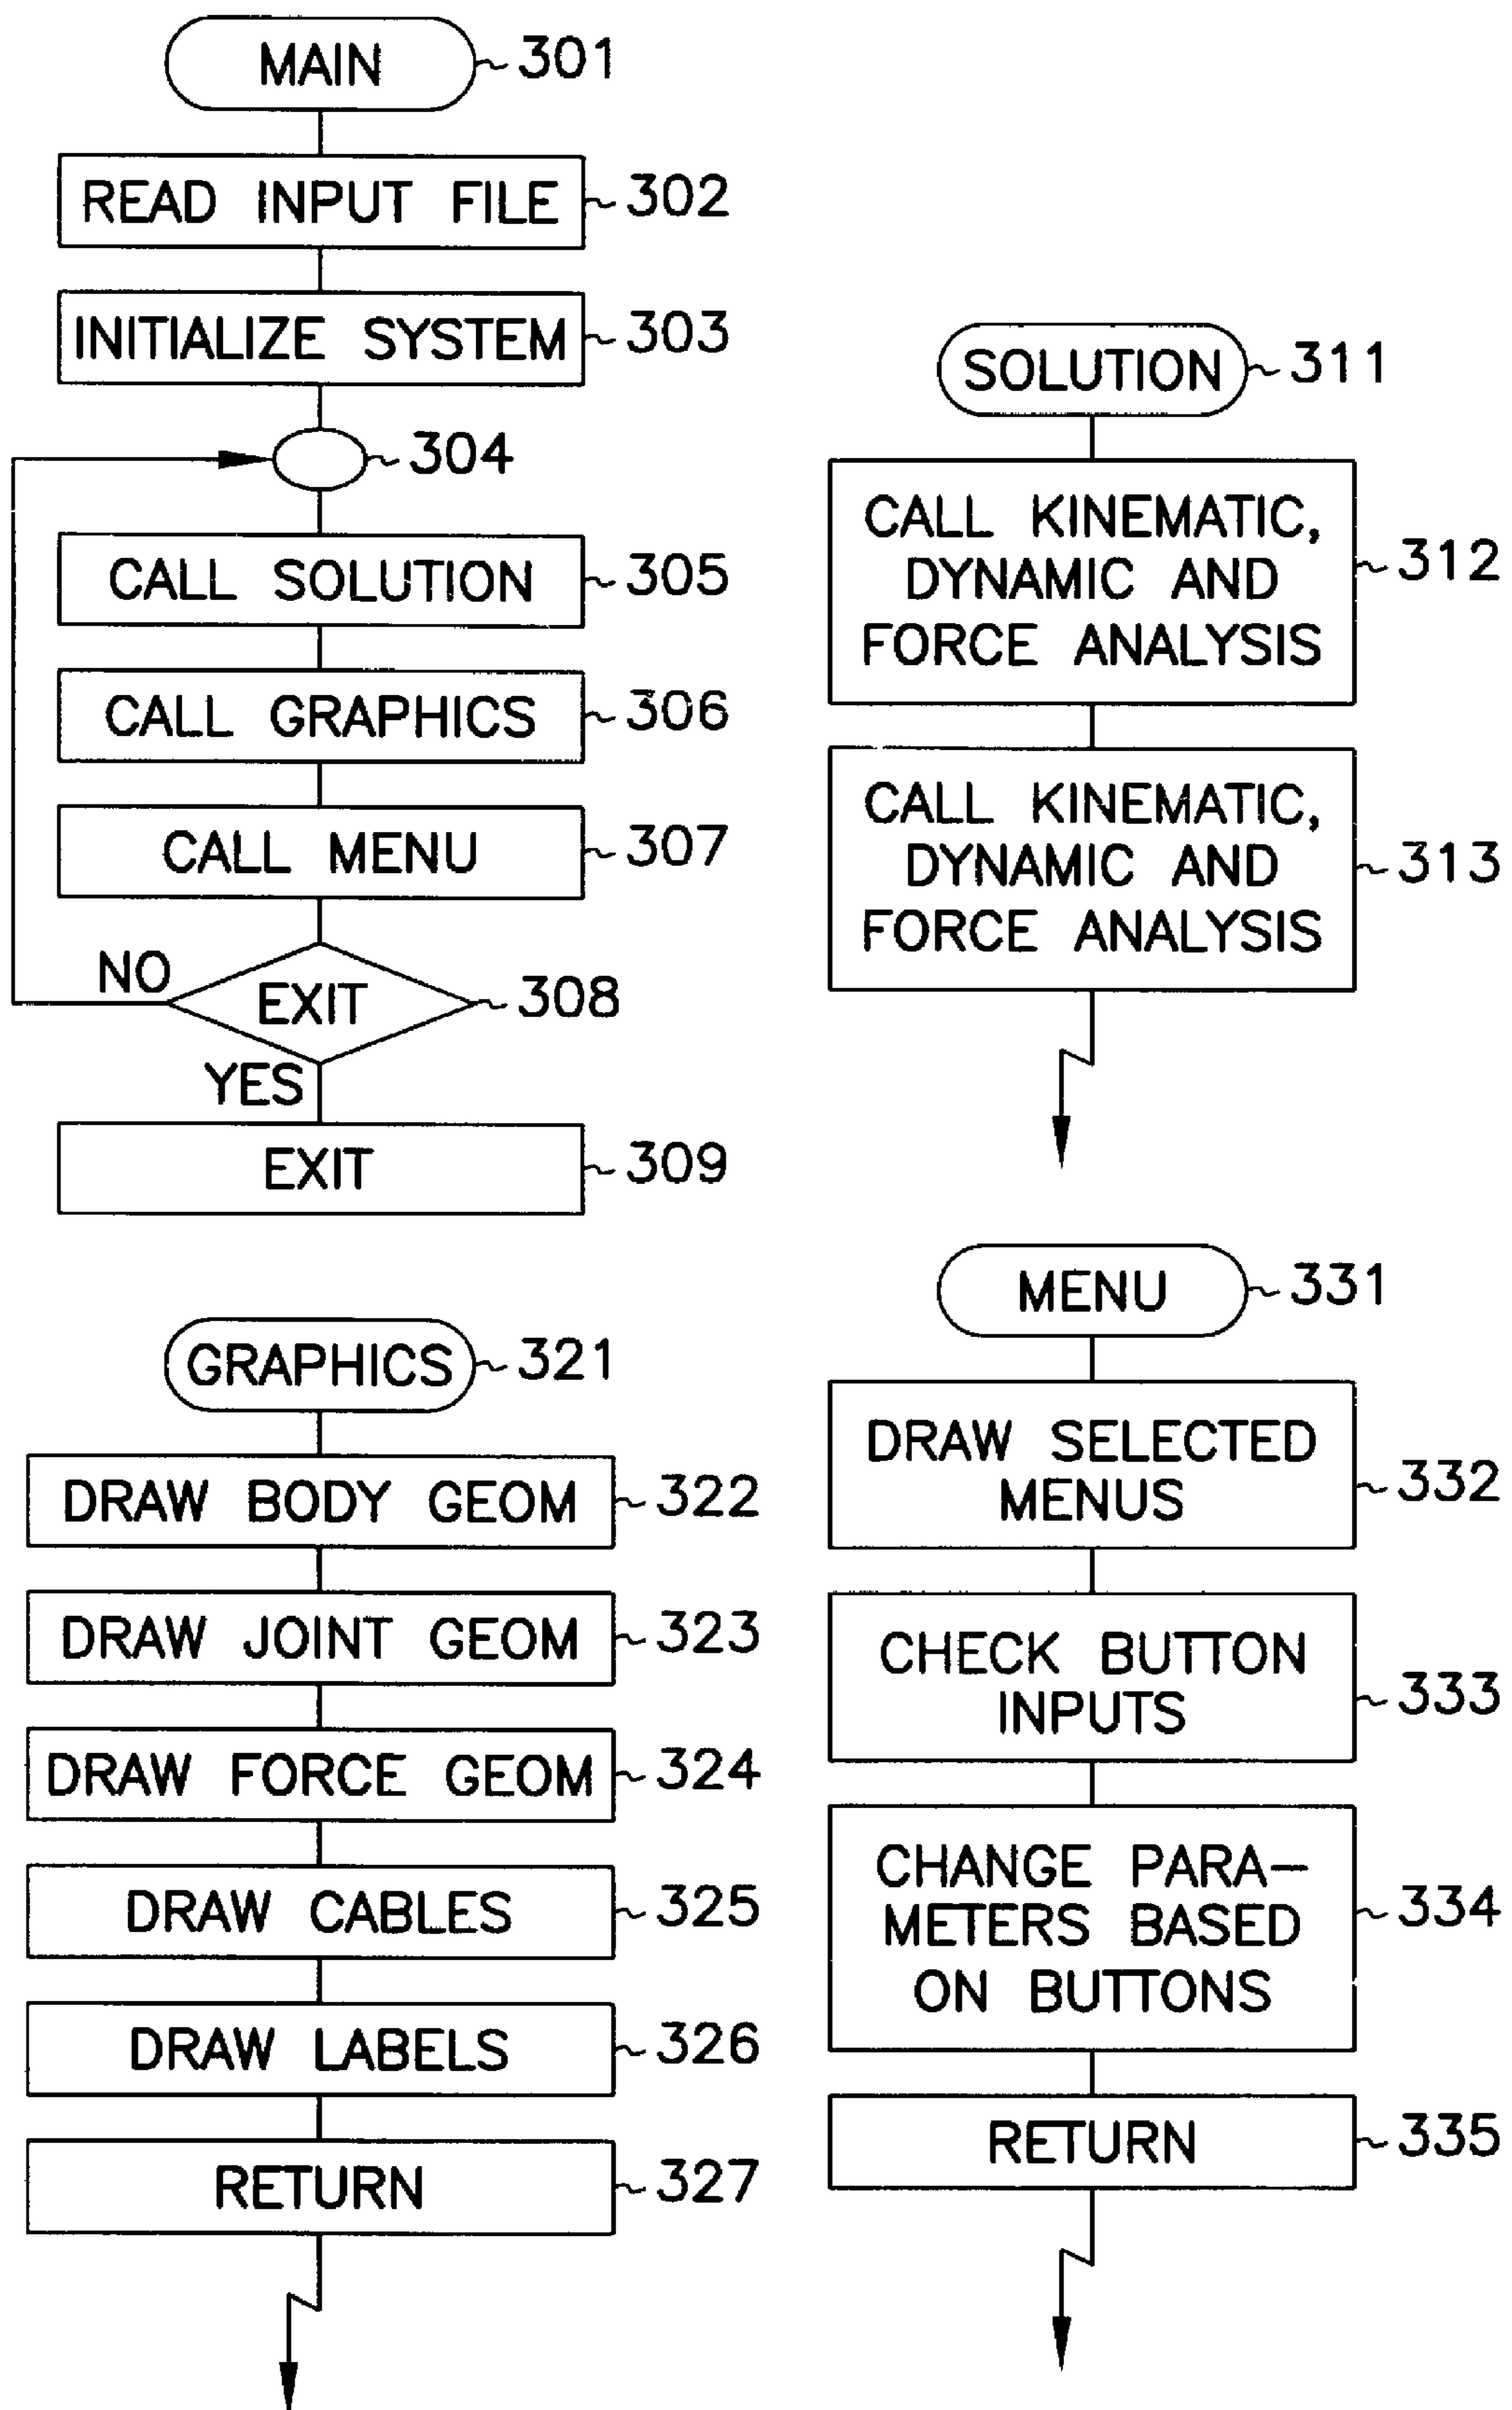 MAIN 301
READ INPUT FILE 302
INITIALIZE SYSTEM 303
304
CALL SOLUTION 305
CALL GRAPHICS 306
CALL MENU 307
NO
EXIT 308
YES
EXIT 309
SOLUTION 311
CALL KINEMATIC,
DYNAMIC AND
FORCE ANALYSIS
312
CALL KINEMATIC,
DYNAMIC AND
FORCE ANALYSIS
313
GRAPHICS 321
DRAW BODY GEOM 322
DRAW JOINT GEOM 323
DRAW FORCE GEOM 324
DRAW CABLES 325
DRAW LABELS 326
RETURN 327
MENU 331
DRAW SELECTED
MENUS
332
CHECK BUTTON
INPUTS
333
CHANGE PARA-
METERS BASED
ON BUTTONS
334
RETURN 335